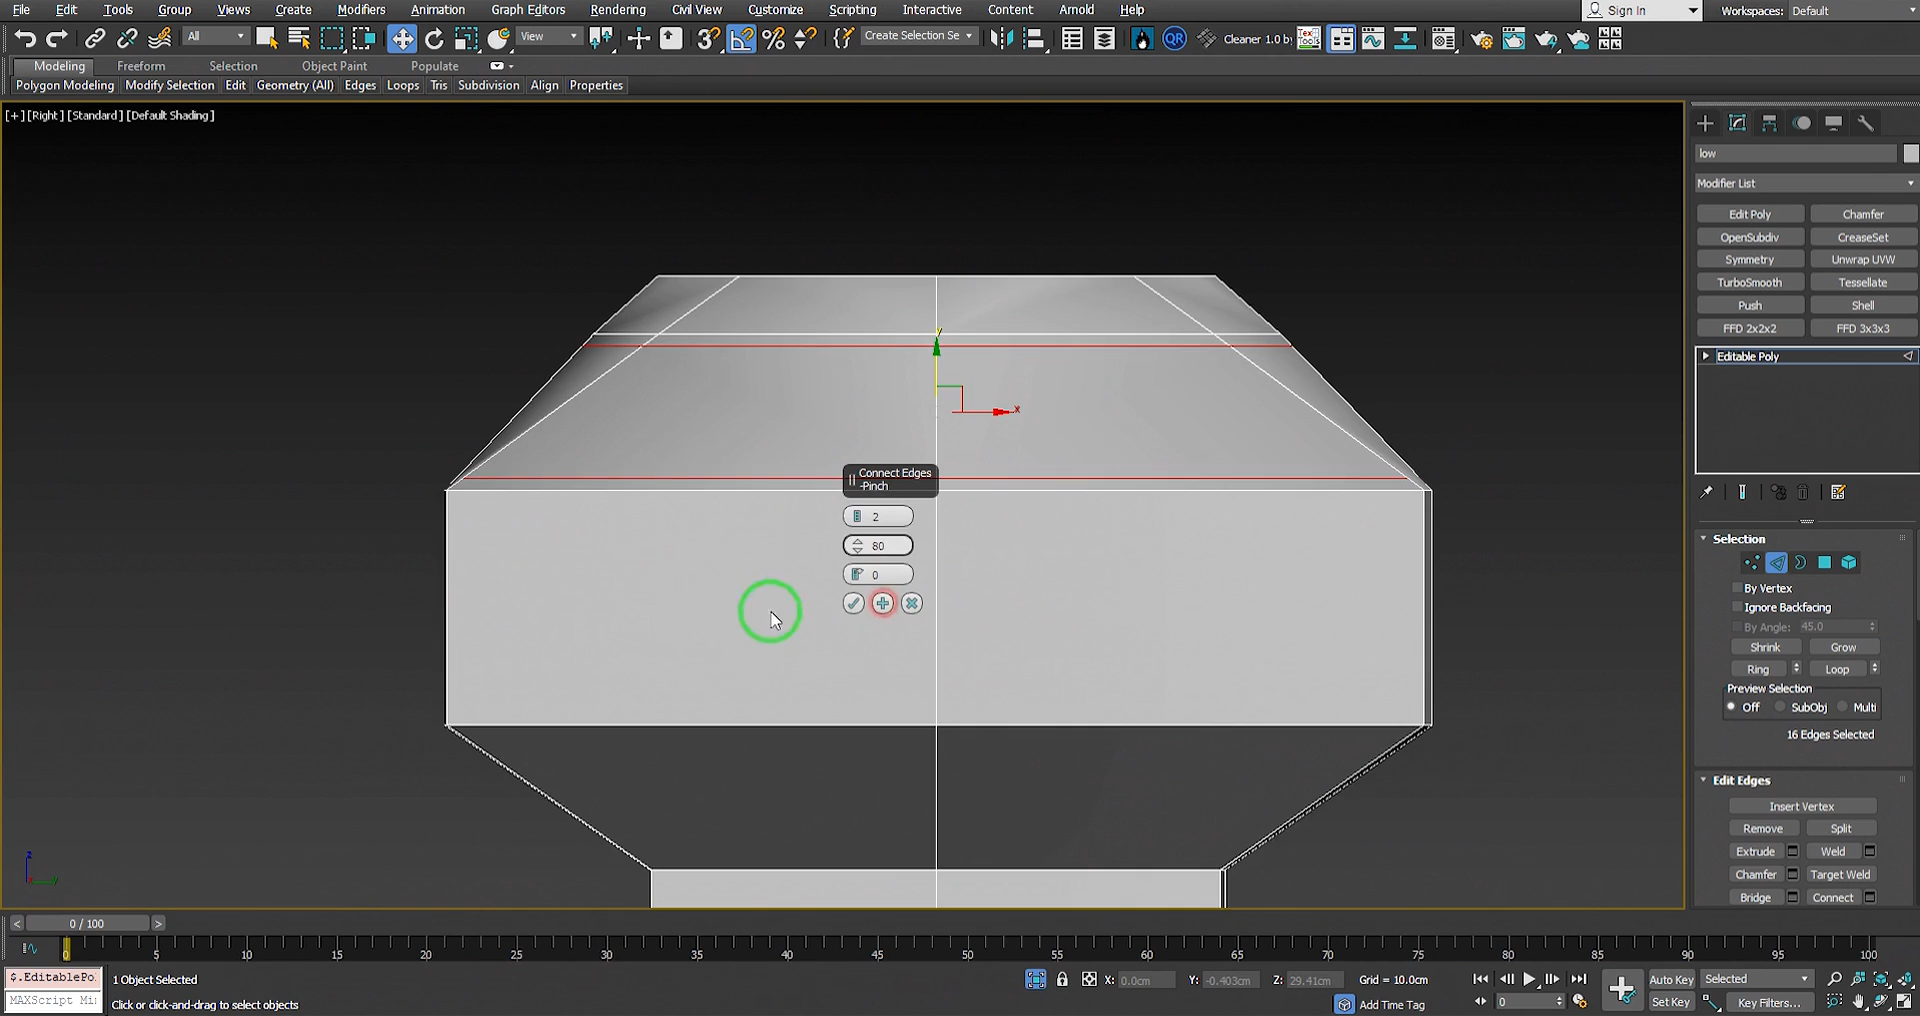 File Edit Tools Group Views Create Modifiers Animation Graph Editors Rendering Civil View Customize Scripting Interactive Content Arnold Help Sign In Workspaces: Default
All View Create Selection Se QR Cleaner 1.0 by
Modeling Freeform Selection Object Paint Populate
Polygon Modeling Modify Selection Edit Geometry (All) Edges Loops Tris Subdivision Align Properties
[+] [Right] [Standard] [Default Shading]
low
Modifier List
Edit Poly Chamfer
OpenSubdiv CreaseSet
Symmetry Unwrap UVW
TurboSmooth Tessellate
Push Shell
FFD 2x2x2 FFD 3x3x3
Editable Poly
y
x
Connect Edges
-Pinch
2
80
0
Selection
By Vertex
Ignore Backfacing
By Angle: 45.0
Shrink Grow
Ring Loop
Preview Selection
Off SubObj Multi
16 Edges Selected
Edit Edges
Insert Vertex
Remove Split
Extrude Weld
Chamfer Target Weld
Bridge Connect
z
y
< 0 / 100 >
0 5 10 15 20 25 30 35 40 45 50 55 60 65 70 75 80 85 90 95 100
$.EditablePo 1 Object Selected X: 0.0cm Y: -0.403cm Z: 29.41cm Grid = 10.0cm Auto Key Selected
MAXScript Mi Click or click-and-drag to select objects Add Time Tag 0 Set Key Key Filters...